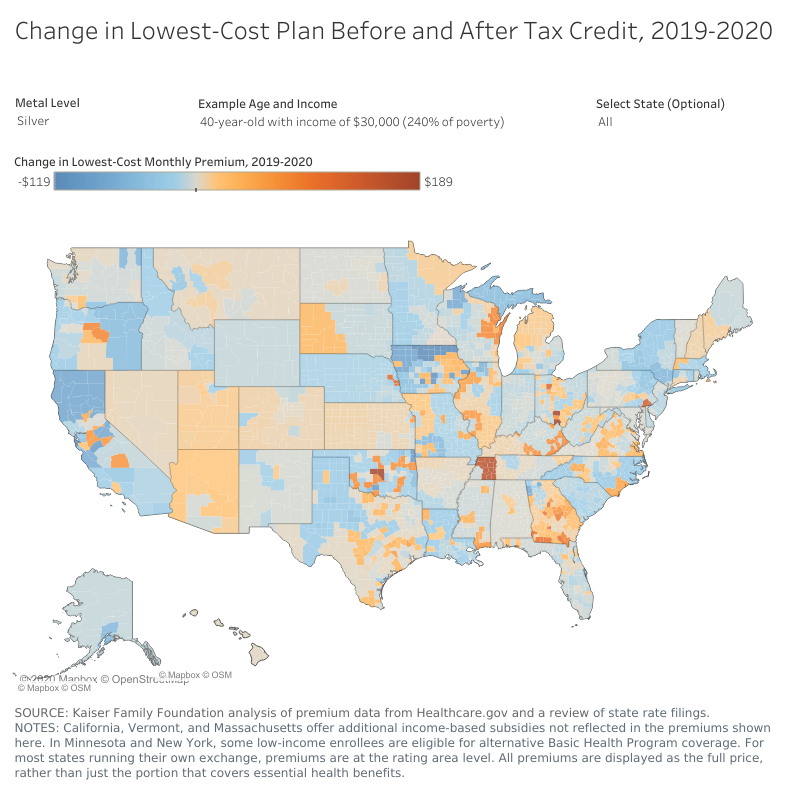 Change in Lowest-Cost Plan Before and After Tax Credit, 2019-2020
Metal Level
Example Age and Income
Select State (Optional)
Silver
40-year-old with income of $30,000 (240% of poverty)
All
Change in Lowest-Cost Monthly Premium, 2019-2020
-$119
$189
© Mapbox © OSM
©2020 Mapbox © OpenStreetMap
© Mapbox © OSM
SOURCE: Kaiser Family Foundation analysis of premium data from Healthcare.gov and a review of state rate filings.
NOTES: California, Vermont, and Massachusetts offer additional income-based subsidies not reflected in the premiums shown
here. In Minnesota and New York, some low-income enrollees are eligible for alternative Basic Health Program coverage. For
most states running their own exchange, premiums are at the rating area level. All premiums are displayed as the full price,
rather than just the portion that covers essential health benefits.